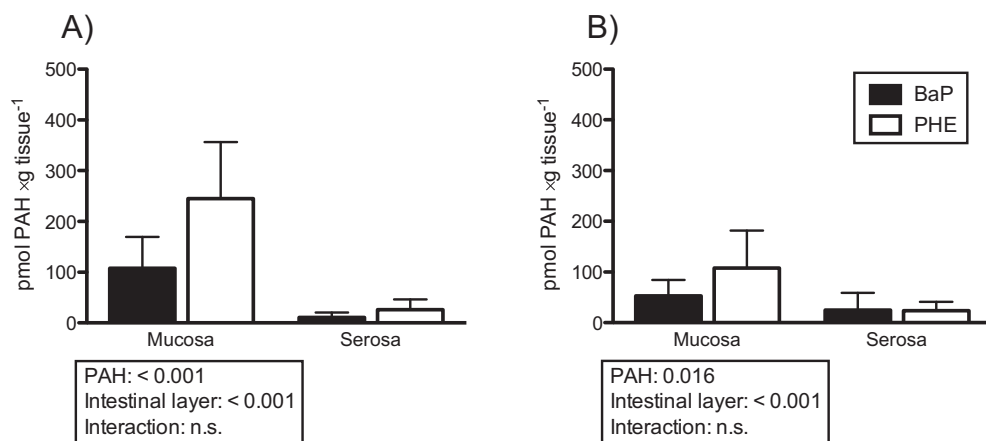 A)
500
400
300
200
100
0
pmol PAH ×g tissue⁻¹
Mucosa Serosa
PAH: < 0.001
Intestinal layer: < 0.001
Interaction: n.s.
B)
500
400
300
200
100
0
pmol PAH ×g tissue⁻¹
BaP
PHE
Mucosa Serosa
PAH: 0.016
Intestinal layer: < 0.001
Interaction: n.s.